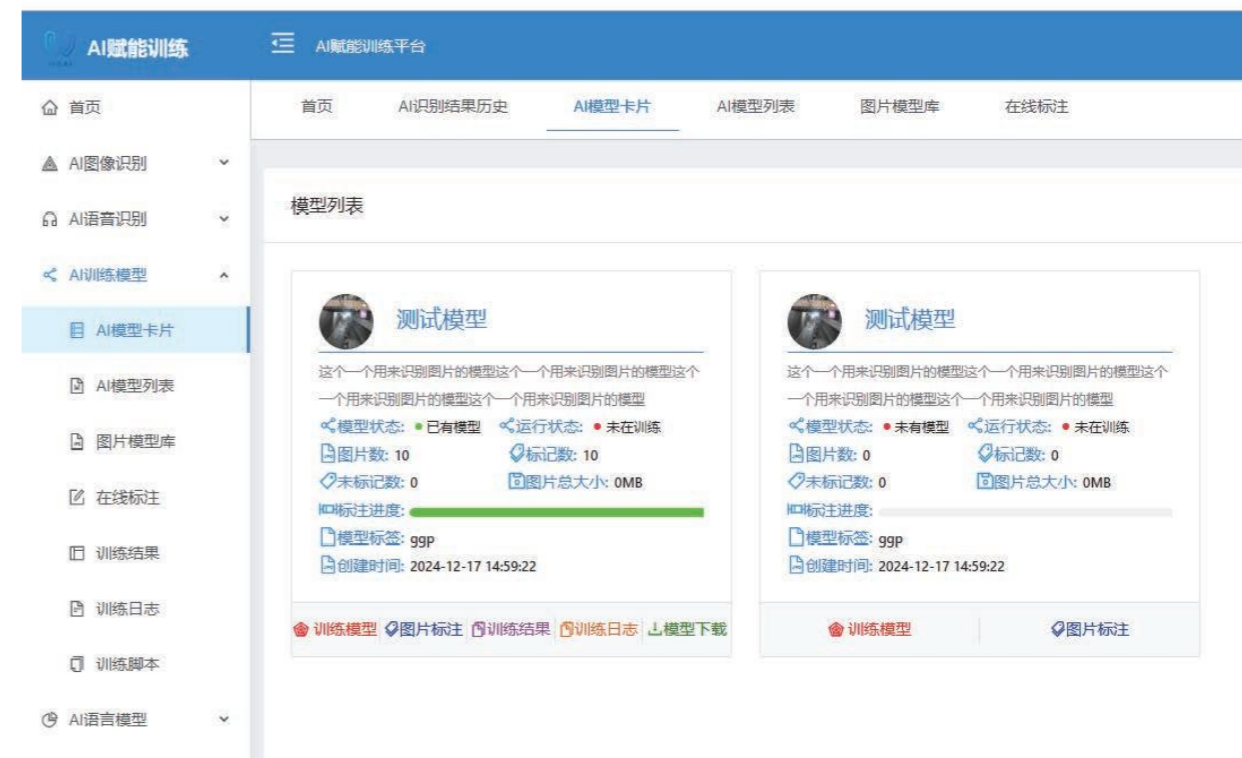 AI赋能训练
AI赋能训练平台
首页
AI图像识别
AI语音识别
AI训练模型
AI模型卡片
AI模型列表
图片模型库
在线标注
训练结果
训练日志
训练脚本
AI语言模型
首页 AI识别结果历史 AI模型卡片 AI模型列表 图片模型库 在线标注
模型列表
测试模型
这个一个用来识别图片的模型这个一个用来识别图片的模型这个
一个用来识别图片的模型这个一个用来识别图片的模型
模型状态: 已有模型 运行状态: 未在训练
图片数: 10 标记数: 10
未标记数: 0 图片总大小: 0MB
标注进度:
模型标签: ggp
创建时间: 2024-12-17 14:59:22
训练模型 图片标注 训练结果 训练日志 模型下载
测试模型
这个一个用来识别图片的模型这个一个用来识别图片的模型这个
一个用来识别图片的模型这个一个用来识别图片的模型
模型状态: 未有模型 运行状态: 未在训练
图片数: 0 标记数: 0
未标记数: 0 图片总大小: 0MB
标注进度:
模型标签: ggp
创建时间: 2024-12-17 14:59:22
训练模型 图片标注